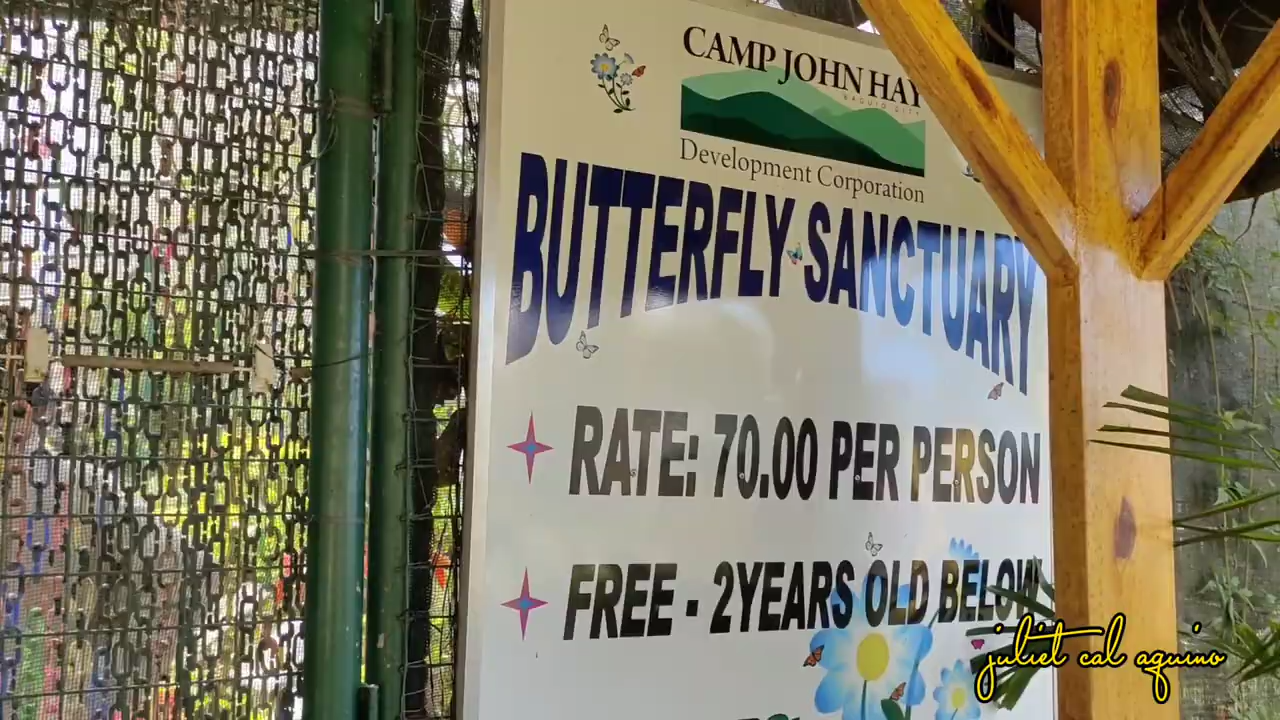 CAMP JOHN HAY
BAGUIO CITY
Development Corporation
BUTTERFLY SANCTUARY
RATE: 70.00 PER PERSON
FREE - 2YEARS OLD BELOW
juliet cal aquino